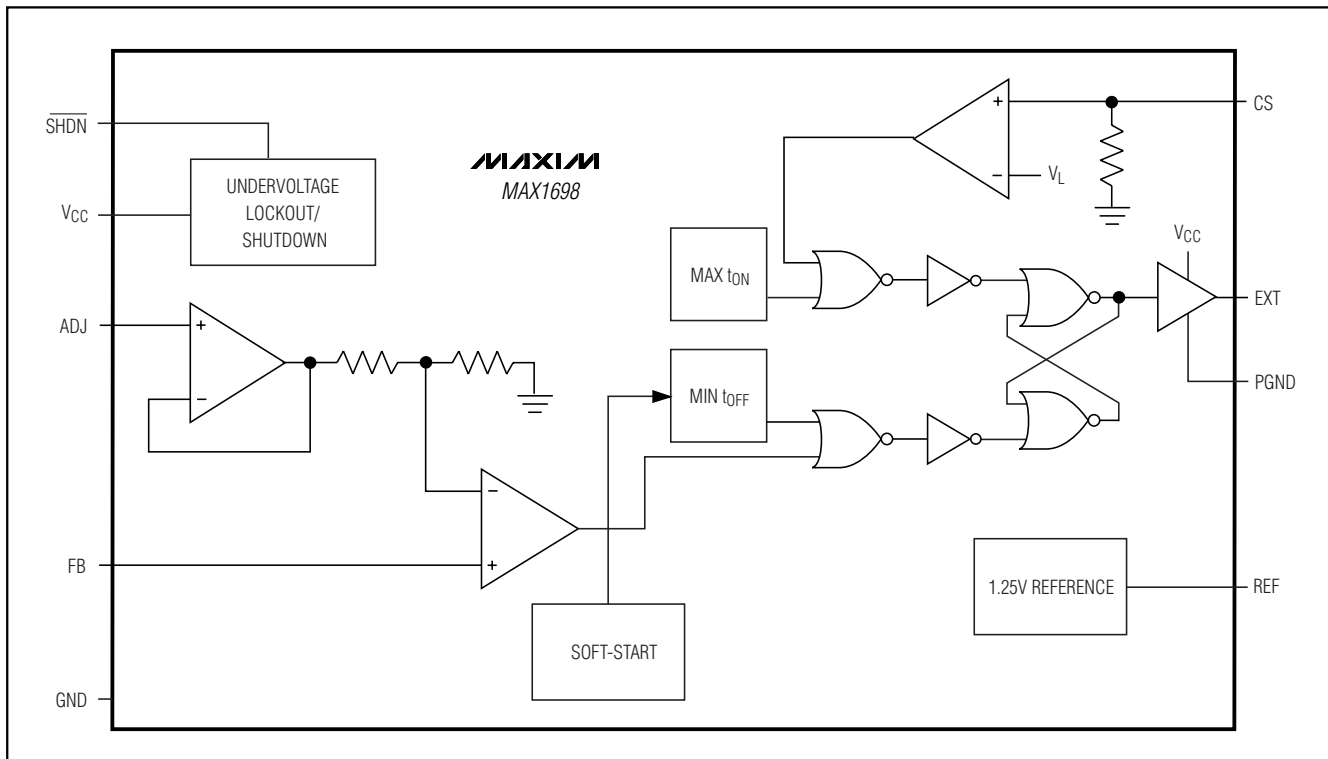 SHDN
VCC
ADJ
FB
GND
UNDERVOLTAGE
LOCKOUT/
SHUTDOWN
MAXIM
MAX1698
+
−
−
+
SOFT-START
MAX tON
MIN tOFF
+
−
VL
VCC
1.25V REFERENCE
CS
EXT
PGND
REF